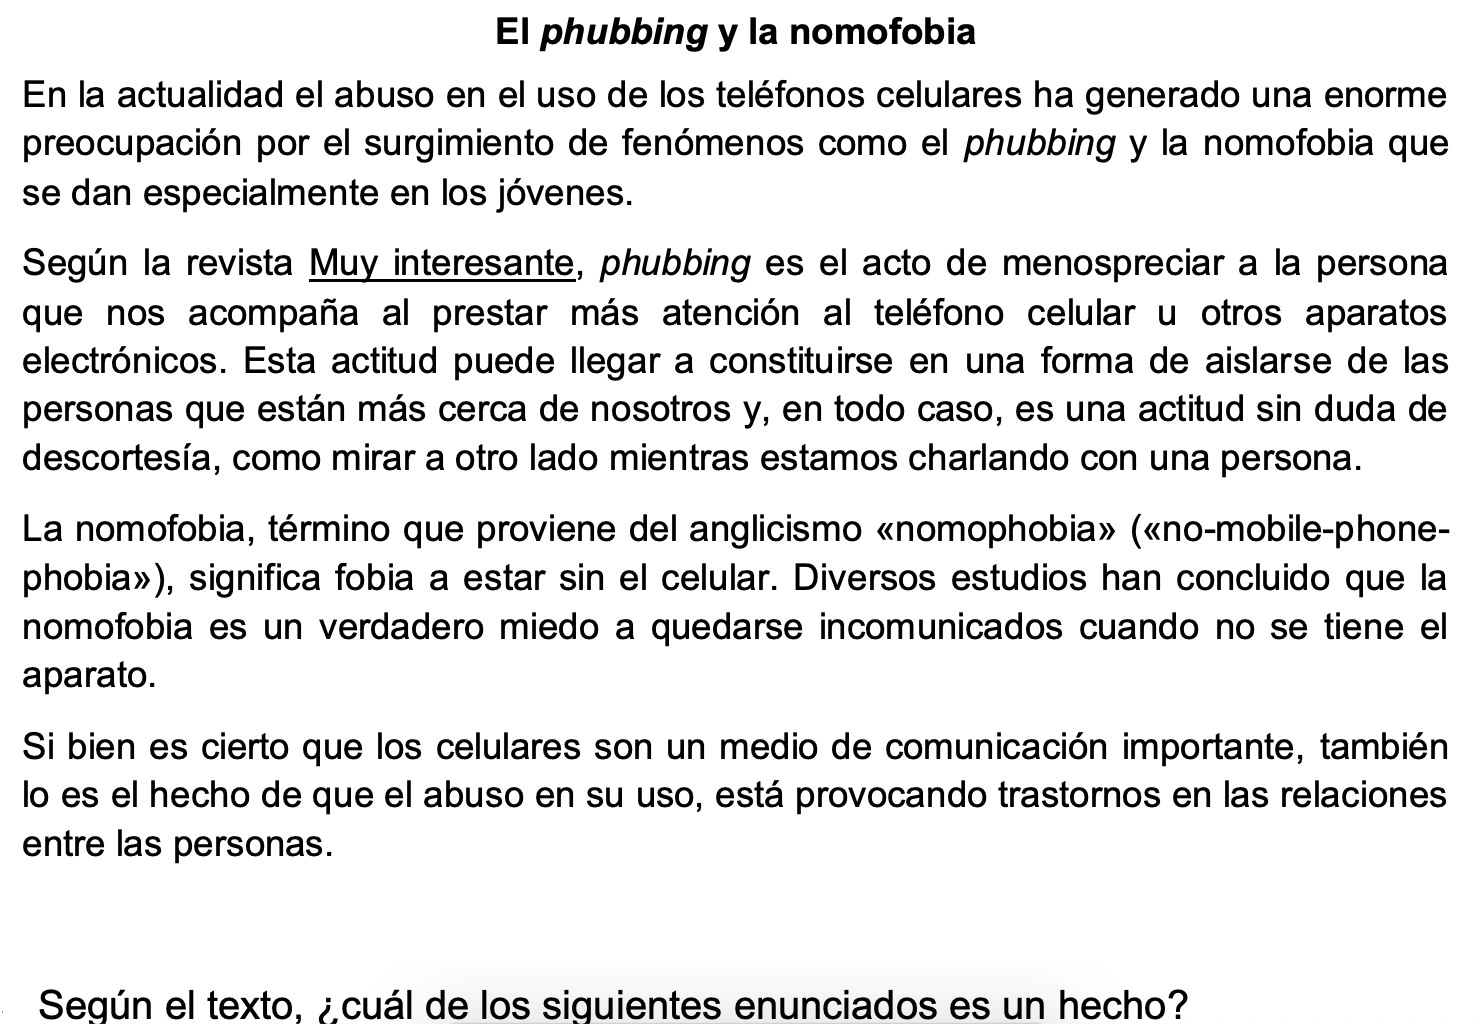 El phubbing y la nomofobia
En la actualidad el abuso en el uso de los teléfonos celulares ha generado una enorme
preocupación por el surgimiento de fenómenos como el phubbing y la nomofobia que
se dan especialmente en los jóvenes.
Según la revista Muy interesante, phubbing es el acto de menospreciar a la persona
que nos acompaña al prestar más atención al teléfono celular u otros aparatos
electrónicos. Esta actitud puede llegar a constituirse en una forma de aislarse de las
personas que están más cerca de nosotros y, en todo caso, es una actitud sin duda de
descortesía, como mirar a otro lado mientras estamos charlando con una persona.
La nomofobia, término que proviene del anglicismo «nomophobia» («no-mobile-phone-
phobia»), significa fobia a estar sin el celular. Diversos estudios han concluido que la
nomofobia es un verdadero miedo a quedarse incomunicados cuando no se tiene el
aparato.
Si bien es cierto que los celulares son un medio de comunicación importante, también
lo es el hecho de que el abuso en su uso, está provocando trastornos en las relaciones
entre las personas.
Según el texto, ¿cuál de los siguientes enunciados es un hecho?